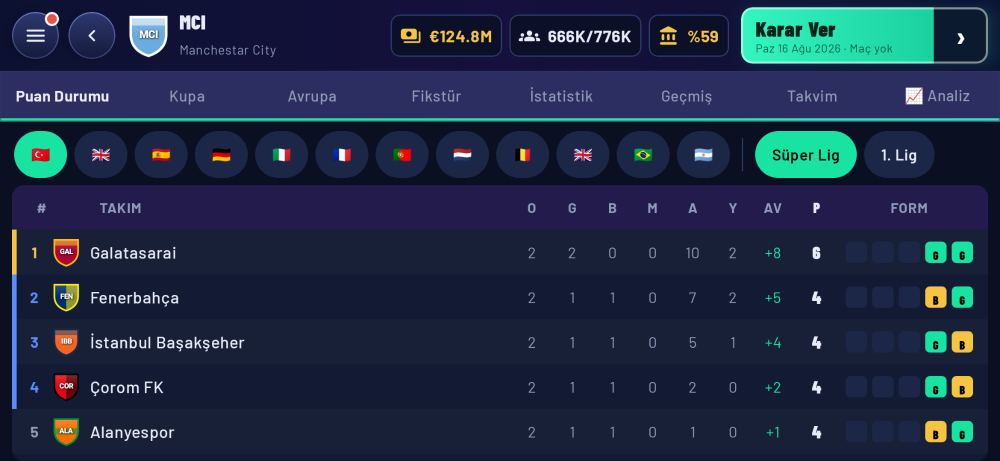 MCI
MCI
Manchestar City
€124.8M
666K/776K
%59
Karar Ver
Paz 16 Ağu 2026 · Maç yok
Puan Durumu Kupa Avrupa Fikstür İstatistik Geçmiş Takvim Analiz
Süper Lig 1. Lig
# TAKIM O G B M A Y AV P FORM
1 GAL Galatasarai 2 2 0 0 10 2 +8 6 G G
2 FEN Fenerbahça 2 1 1 0 7 2 +5 4 B G
3 IBB İstanbul Başakşeher 2 1 1 0 5 1 +4 4 G B
4 COR Çorom FK 2 1 1 0 2 0 +2 4 G B
5 ALA Alanyespor 2 1 1 0 1 0 +1 4 B G